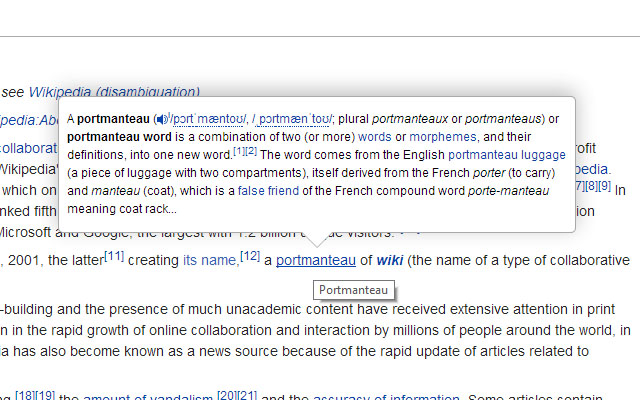 see Wikipedia (disambiguation)
pedia:Abo
A portmanteau (/pɔrtˈmæntoʊ/, /ˌpɔrtmænˈtoʊ/; plural portmanteaux or portmanteaus) or
portmanteau word is a combination of two (or more) words or morphemes, and their
definitions, into one new word.[1][2] The word comes from the English portmanteau luggage
(a piece of luggage with two compartments), itself derived from the French porter (to carry)
and manteau (coat), which is a false friend of the French compound word porte-manteau
meaning coat rack...
collaborat
rofit
Wikipedia'
pedia.
which on
7][8][9] In
nked fifth
tion
Microsoft and Google, the largest with 1.2 billion visitors.
, 2001, the latter[11] creating its name,[12] a portmanteau of wiki (the name of a type of collaborative
Portmanteau
-building and the presence of much unacademic content have received extensive attention in print
n in the rapid growth of online collaboration and interaction by millions of people around the world, in
ia has also become known as a news source because of the rapid update of articles related to
ng [18][19] the amount of vandalism,[20][21] and the accuracy of information. Some articles contain